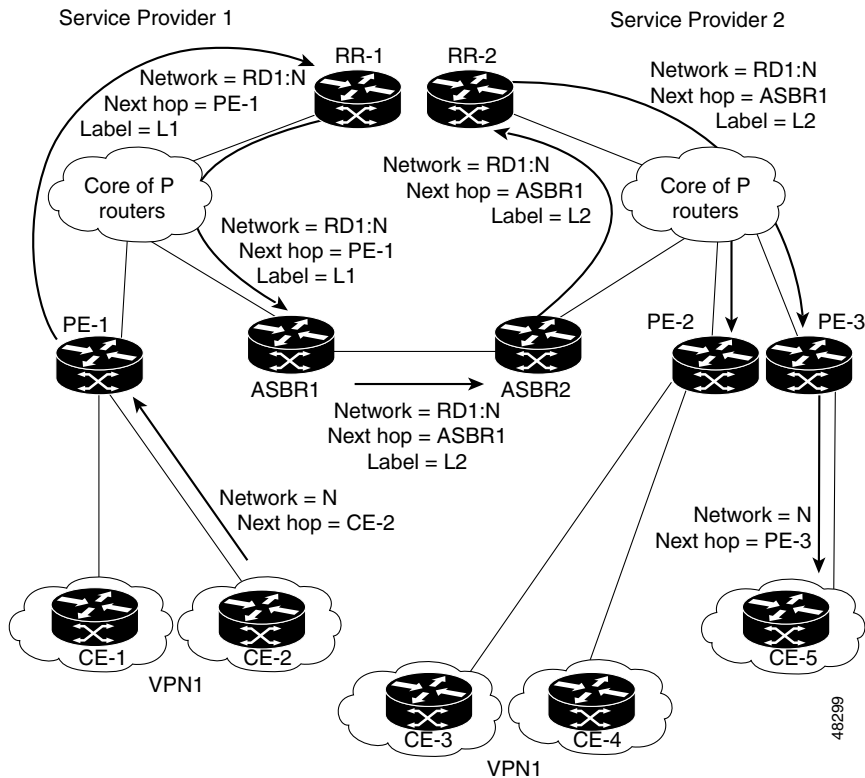 Service Provider 1
Service Provider 2
RR-1
RR-2
Network = RD1:N
Next hop = PE-1
Label = L1
Network = RD1:N
Next hop = ASBR1
Label = L2
Core of P
routers
Network = RD1:N
Next hop = ASBR1
Label = L2
Core of P
routers
Network = RD1:N
Next hop = PE-1
Label = L1
PE-1
PE-2
PE-3
ASBR1
ASBR2
Network = RD1:N
Next hop = ASBR1
Label = L2
Network = N
Next hop = CE-2
Network = N
Next hop = PE-3
CE-1
CE-2
VPN1
CE-5
CE-3
CE-4
VPN1
48299